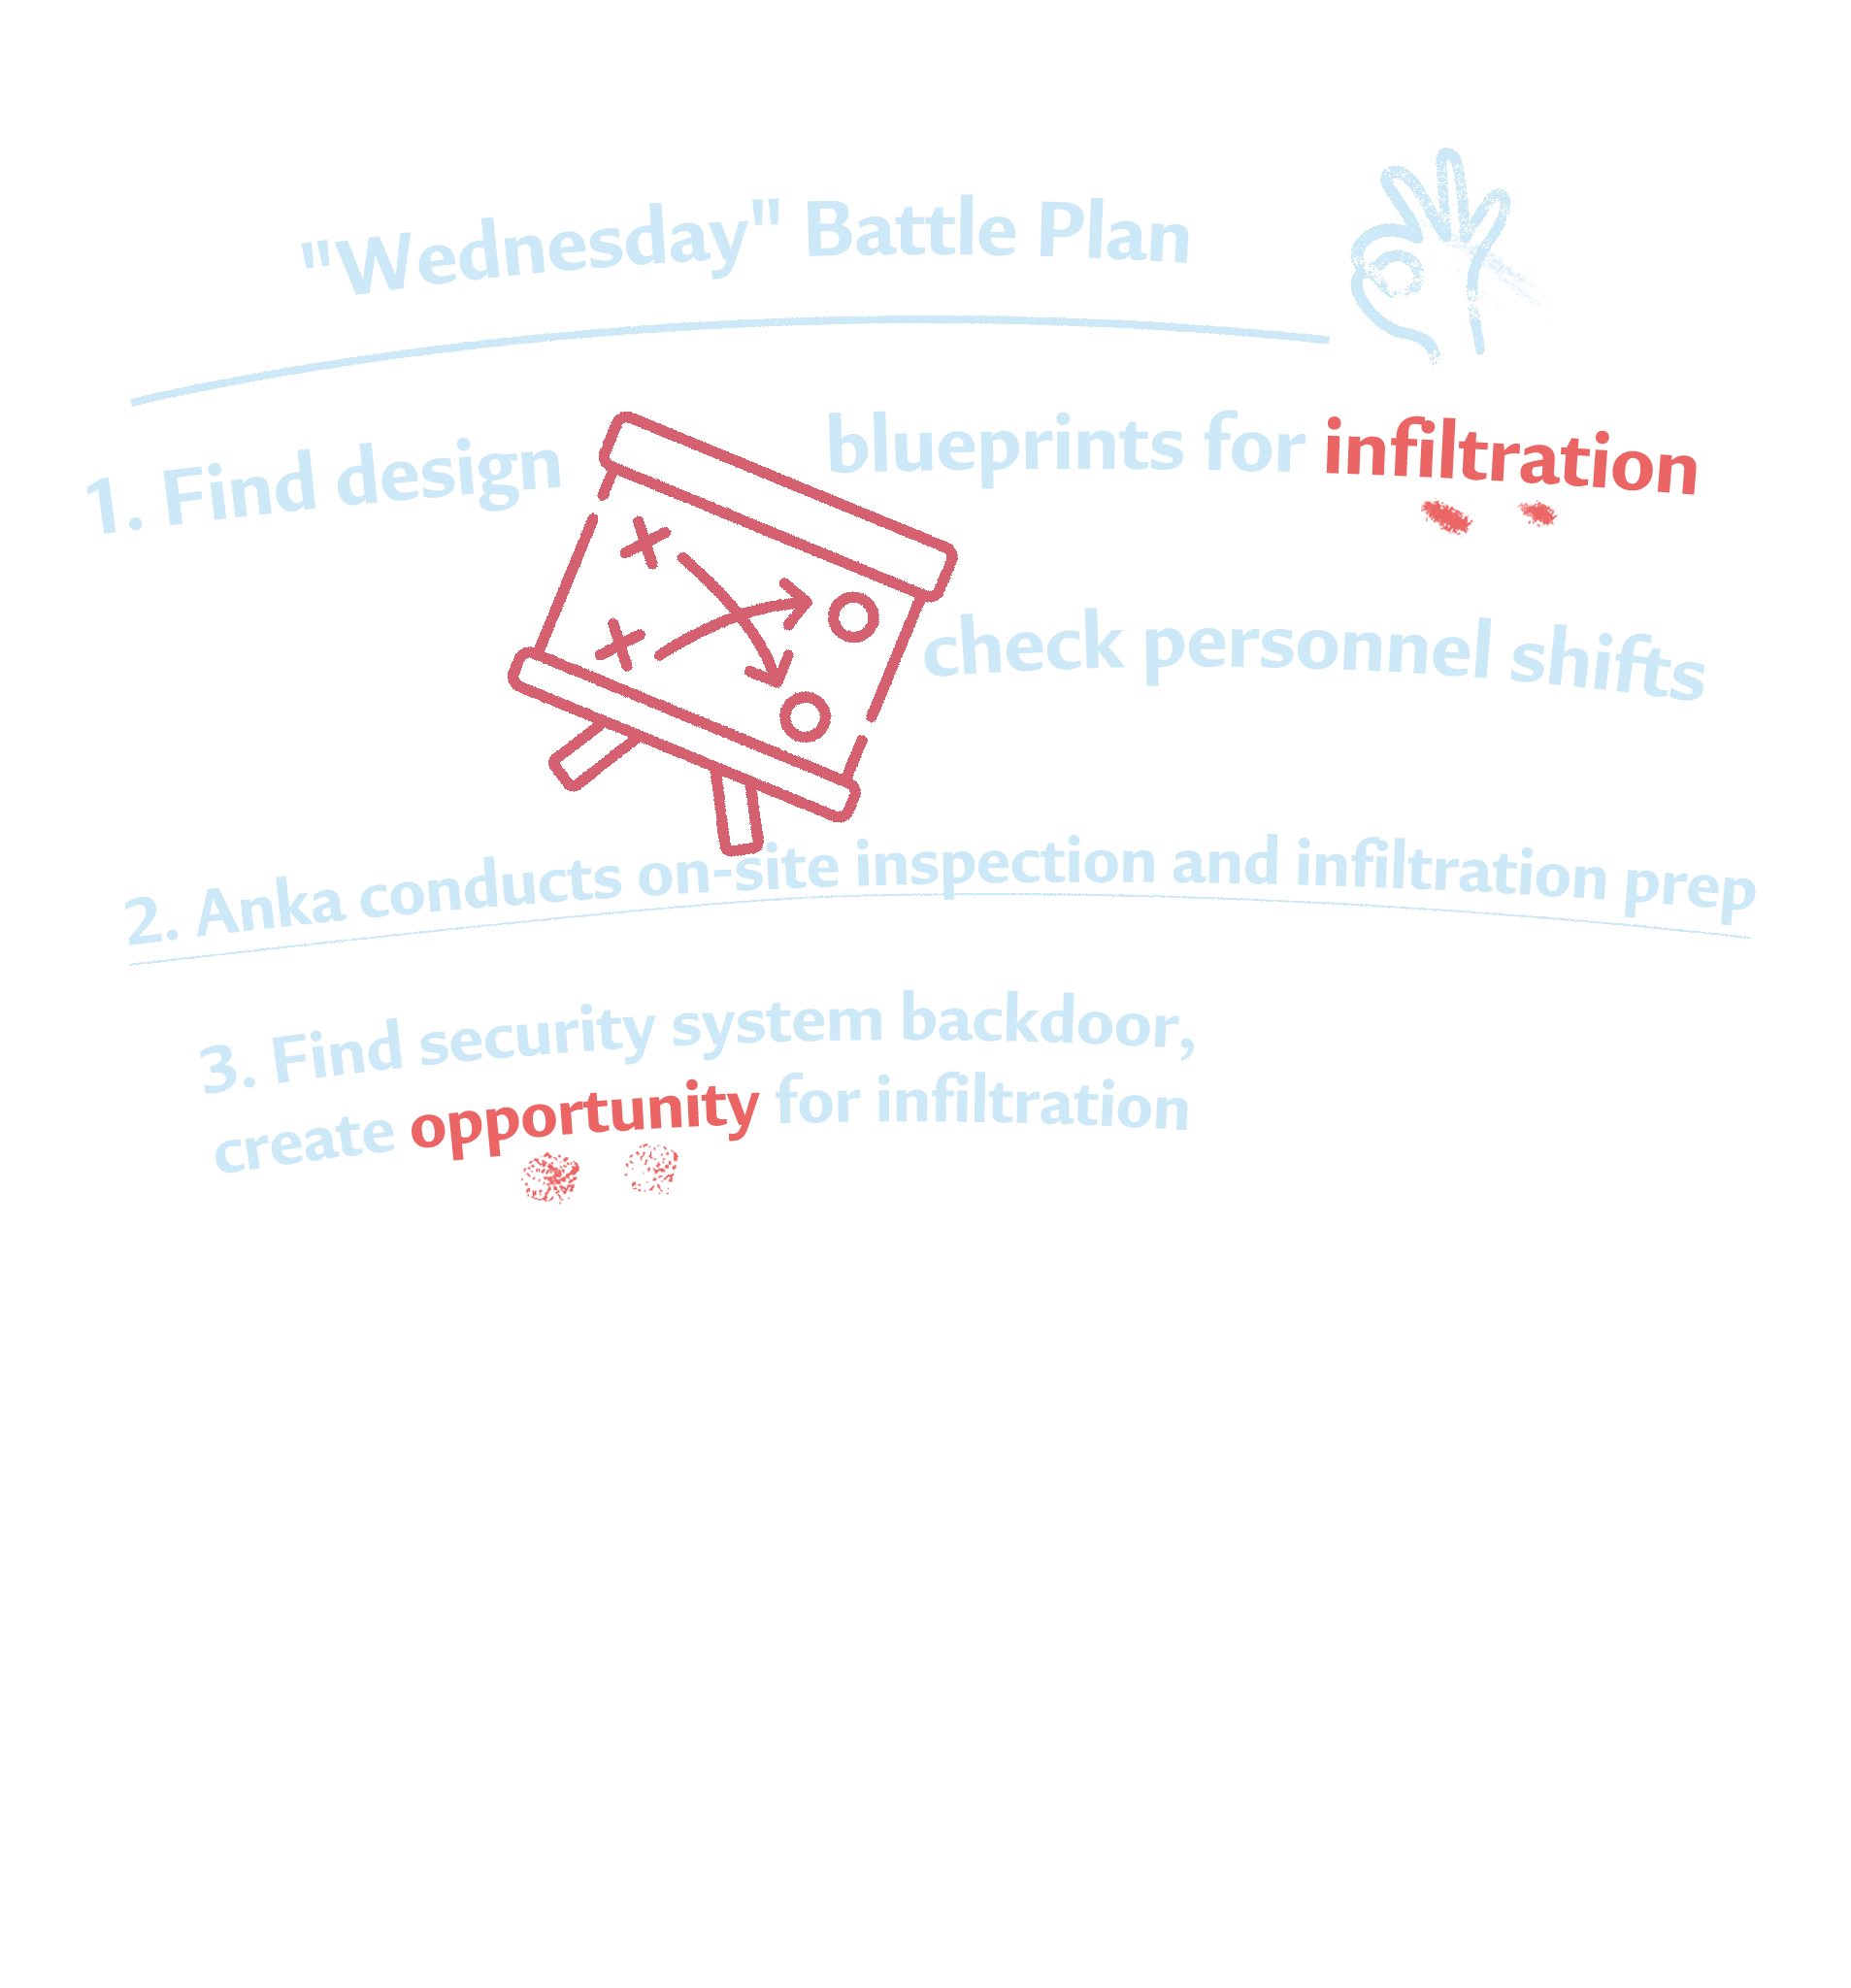 "Wednesday" Battle Plan
1. Find design blueprints for infiltration
check personnel shifts
2. Anka conducts on-site inspection and infiltration prep
3. Find security system backdoor,
create opportunity for infiltration